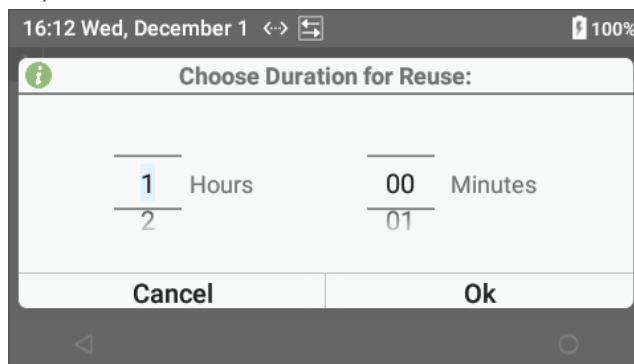 16:12 Wed, December 1 100%
Choose Duration for Reuse:
1 Hours 00 Minutes
2 01
Cancel Ok